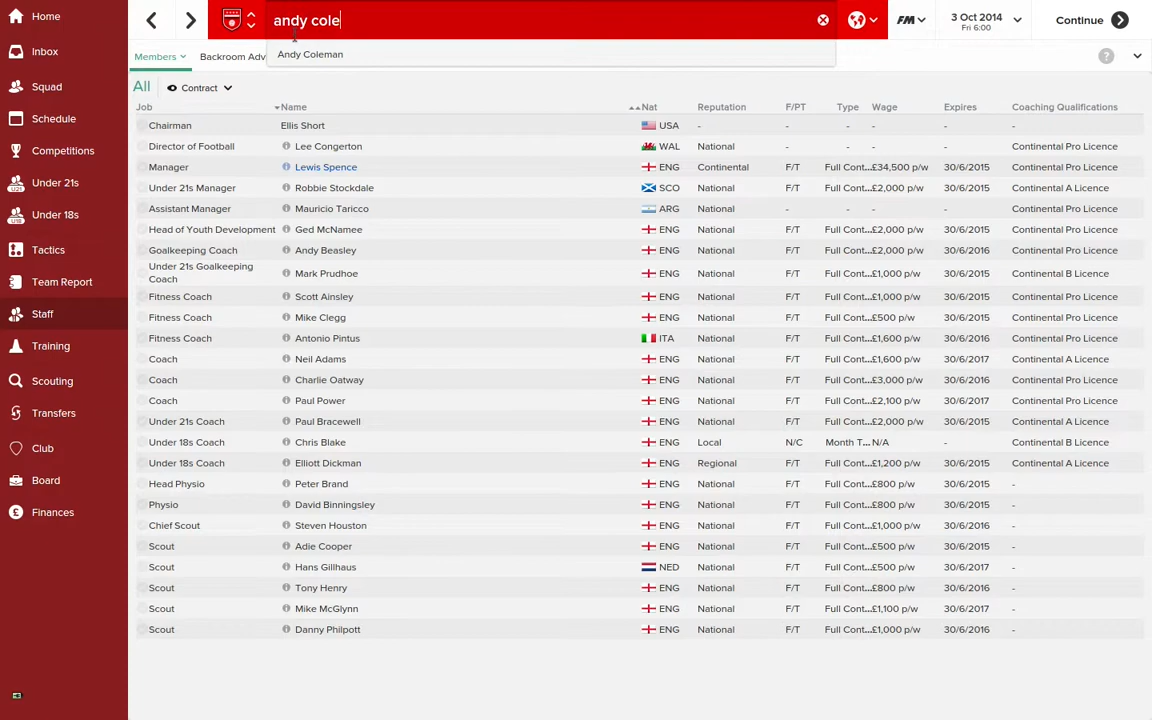 Home
Inbox
Squad
Schedule
Competitions
Under 21s
Under 18s
Tactics
Team Report
Staff
Training
Scouting
Transfers
Club
Board
Finances
andy cole
FM
3 Oct 2014
Fri 6:00
Continue
Andy Coleman
Members Backroom Adv
All Contract
Job Name Nat Reputation F/PT Type Wage Expires Coaching Qualifications
Chairman Ellis Short USA - - - - - -
Director of Football Lee Congerton WAL National - - - - Continental Pro Licence
Manager Lewis Spence ENG Continental F/T Full Cont... £34,500 p/w 30/6/2015 Continental Pro Licence
Under 21s Manager Robbie Stockdale SCO National F/T Full Cont... £2,000 p/w 30/6/2015 Continental A Licence
Assistant Manager Mauricio Taricco ARG National - - - - Continental Pro Licence
Head of Youth Development Ged McNamee ENG National F/T Full Cont... £2,000 p/w 30/6/2015 Continental Pro Licence
Goalkeeping Coach Andy Beasley ENG National F/T Full Cont... £2,000 p/w 30/6/2016 Continental Pro Licence
Under 21s Goalkeeping
Coach Mark Prudhoe ENG National F/T Full Cont... £1,000 p/w 30/6/2015 Continental B Licence
Fitness Coach Scott Ainsley ENG National F/T Full Cont... £1,000 p/w 30/6/2015 Continental Pro Licence
Fitness Coach Mike Clegg ENG National F/T Full Cont... £500 p/w 30/6/2015 Continental Pro Licence
Fitness Coach Antonio Pintus ITA National F/T Full Cont... £1,600 p/w 30/6/2016 Continental Pro Licence
Coach Neil Adams ENG National F/T Full Cont... £1,600 p/w 30/6/2017 Continental A Licence
Coach Charlie Oatway ENG National F/T Full Cont... £3,000 p/w 30/6/2016 Continental Pro Licence
Coach Paul Power ENG National F/T Full Cont... £2,100 p/w 30/6/2017 Continental Pro Licence
Under 21s Coach Paul Bracewell ENG National F/T Full Cont... £2,000 p/w 30/6/2015 Continental A Licence
Under 18s Coach Chris Blake ENG Local N/C Month T... N/A - Continental B Licence
Under 18s Coach Elliott Dickman ENG Regional F/T Full Cont... £1,200 p/w 30/6/2015 Continental A Licence
Head Physio Peter Brand ENG National F/T Full Cont... £800 p/w 30/6/2015 -
Physio David Binningsley ENG National F/T Full Cont... £800 p/w 30/6/2015 -
Chief Scout Steven Houston ENG National F/T Full Cont... £1,000 p/w 30/6/2016 -
Scout Adie Cooper ENG National F/T Full Cont... £500 p/w 30/6/2015 -
Scout Hans Gillhaus NED National F/T Full Cont... £500 p/w 30/6/2017 -
Scout Tony Henry ENG National F/T Full Cont... £800 p/w 30/6/2016 -
Scout Mike McGlynn ENG National F/T Full Cont... £1,100 p/w 30/6/2017 -
Scout Danny Philpott ENG National F/T Full Cont... £1,000 p/w 30/6/2016 -